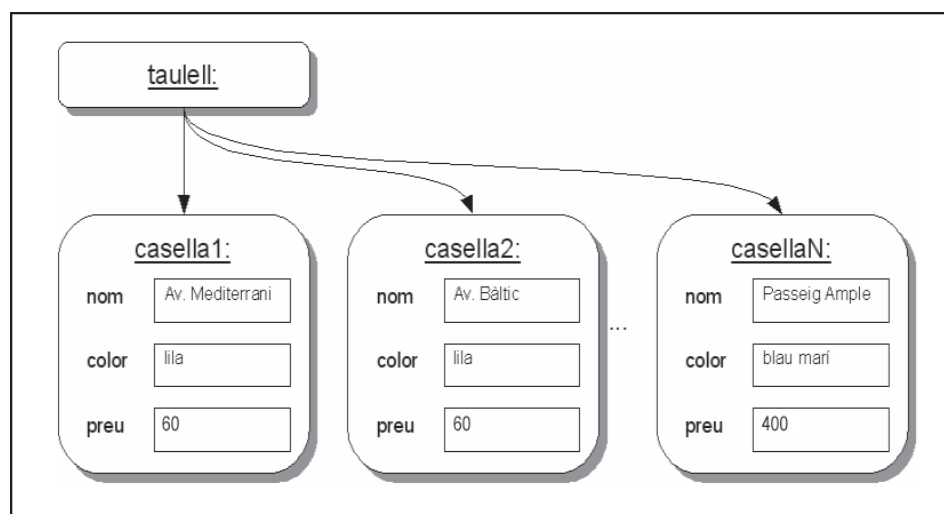 taulell:
casella1:
nom Av. Mediterrani
color lila
preu 60
casella2:
nom Av. Bàltic
color lila
preu 60
...
casellaN:
nom Passeig Ample
color blau marí
preu 400